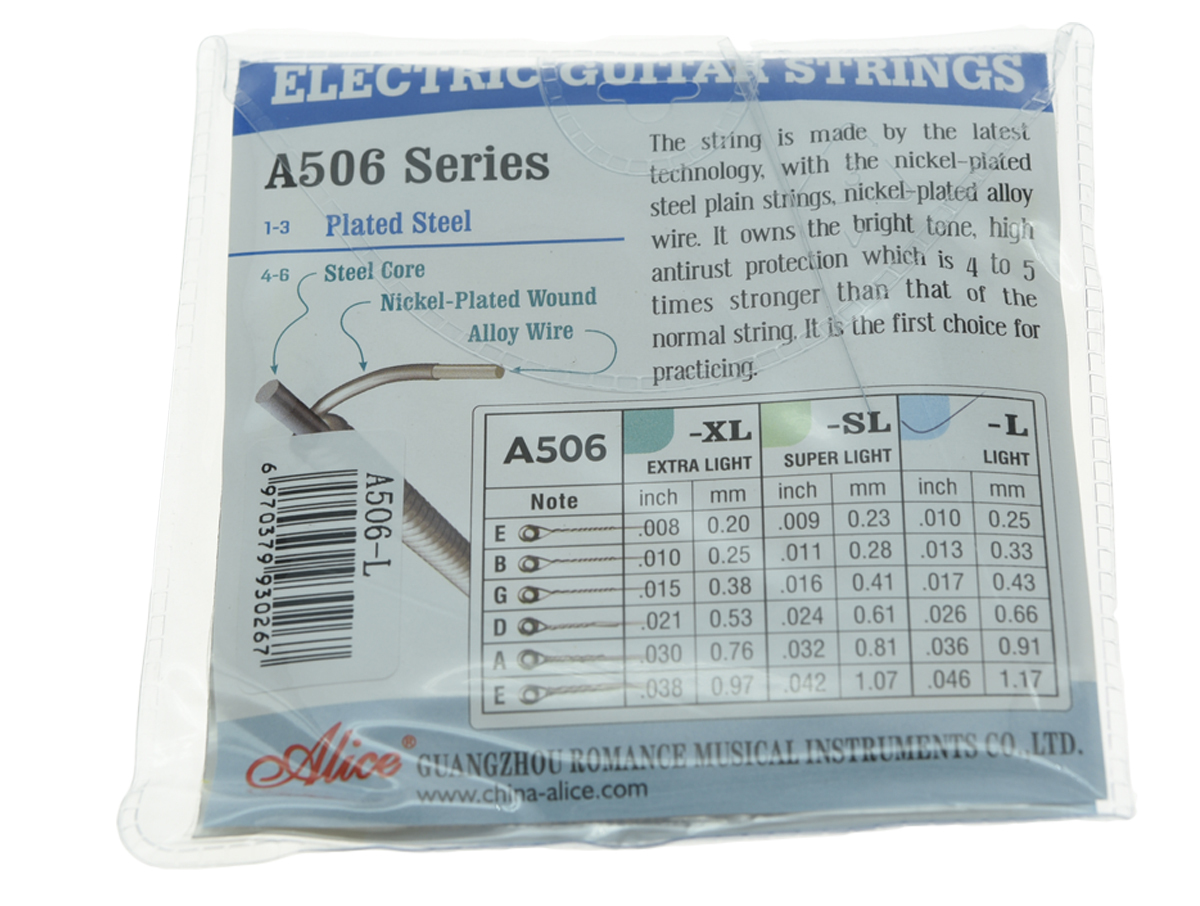 ELECTRIC GUITAR STRINGS
A506 Series
1-3 Plated Steel
4-6 Steel Core
Nickel-Plated Wound
Alloy Wire
The string is made by the latest
technology, with the nickel-plated
steel plain strings, nickel-plated alloy
wire. It owns the bright tone, high
antirust protection which is 4 to 5
times stronger than that of the
normal string. It is the first choice for
practicing.
A506 -XL -SL -L
EXTRA LIGHT SUPER LIGHT LIGHT
Note inch mm inch mm inch mm
E .008 0.20 .009 0.23 .010 0.25
B .010 0.25 .011 0.28 .013 0.33
G .015 0.38 .016 0.41 .017 0.43
D .021 0.53 .024 0.61 .026 0.66
A .030 0.76 .032 0.81 .036 0.91
E .038 0.97 .042 1.07 .046 1.17
A506-L
6 970379 930267
Alice® GUANGZHOU ROMANCE MUSICAL INSTRUMENTS CO.,LTD.
www.china-alice.com